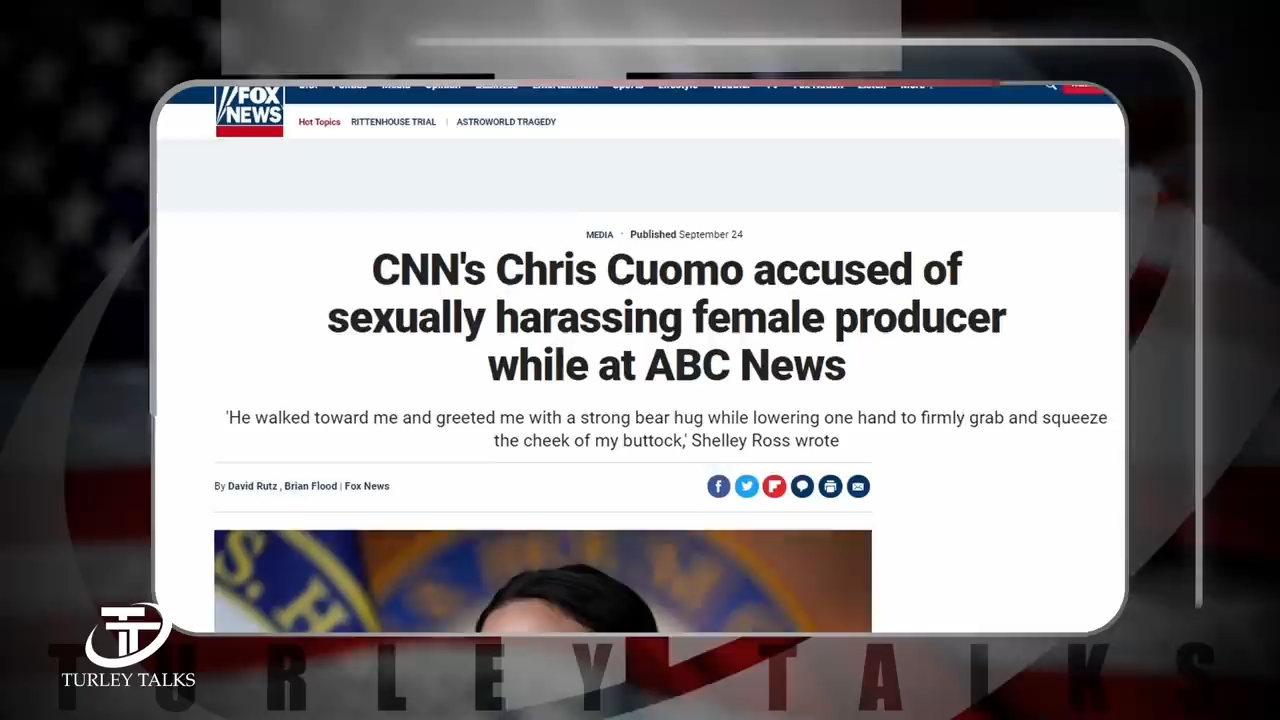 FOX
NEWS
Hot Topics RITTENHOUSE TRIAL | ASTROWORLD TRAGEDY
MEDIA · Published September 24
CNN's Chris Cuomo accused of
sexually harassing female producer
while at ABC News
'He walked toward me and greeted me with a strong bear hug while lowering one hand to firmly grab and squeeze
the cheek of my buttock,' Shelley Ross wrote
By David Rutz , Brian Flood | Fox News
S. H
TURLEY TALKS
TURLEY TALKS